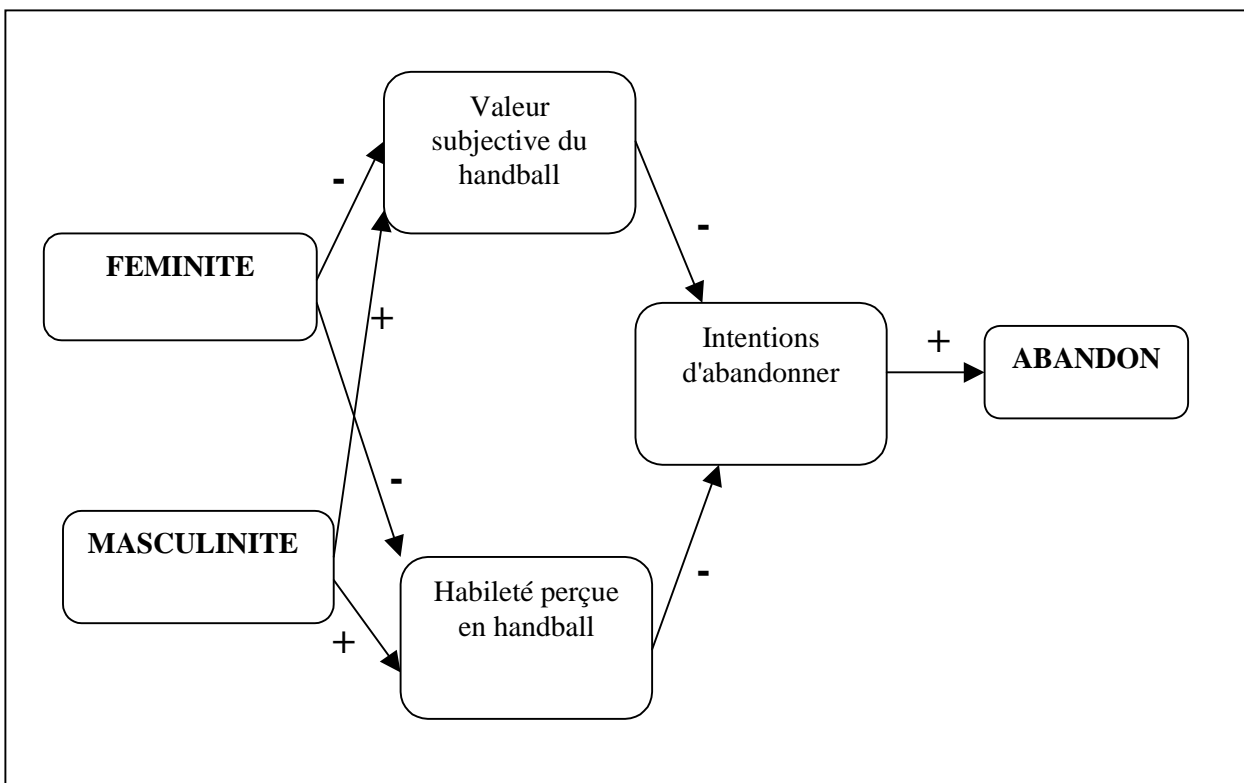 Valeur
subjective du
handball
-
-
FEMINITE
+
Intentions
d'abandonner
+
ABANDON
-
MASCULINITE
Habileté perçue
en handball
-
+